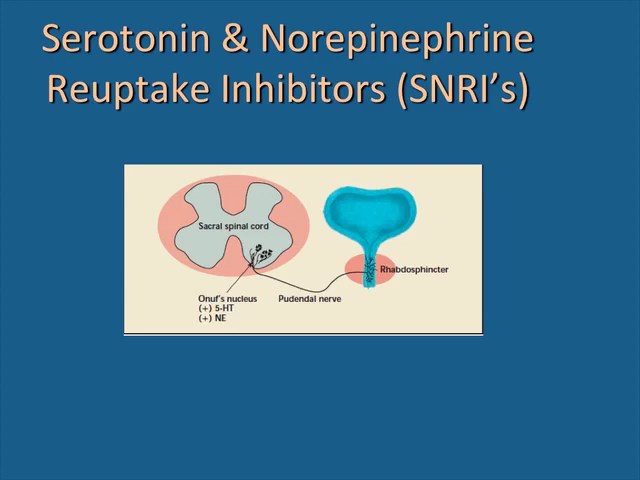 Serotonin & Norepinephrine
Reuptake Inhibitors (SNRI’s)
Sacral spinal cord
Rhabdosphincter
Onuf's nucleus
(+) 5-HT
(+) NE
Pudendal nerve